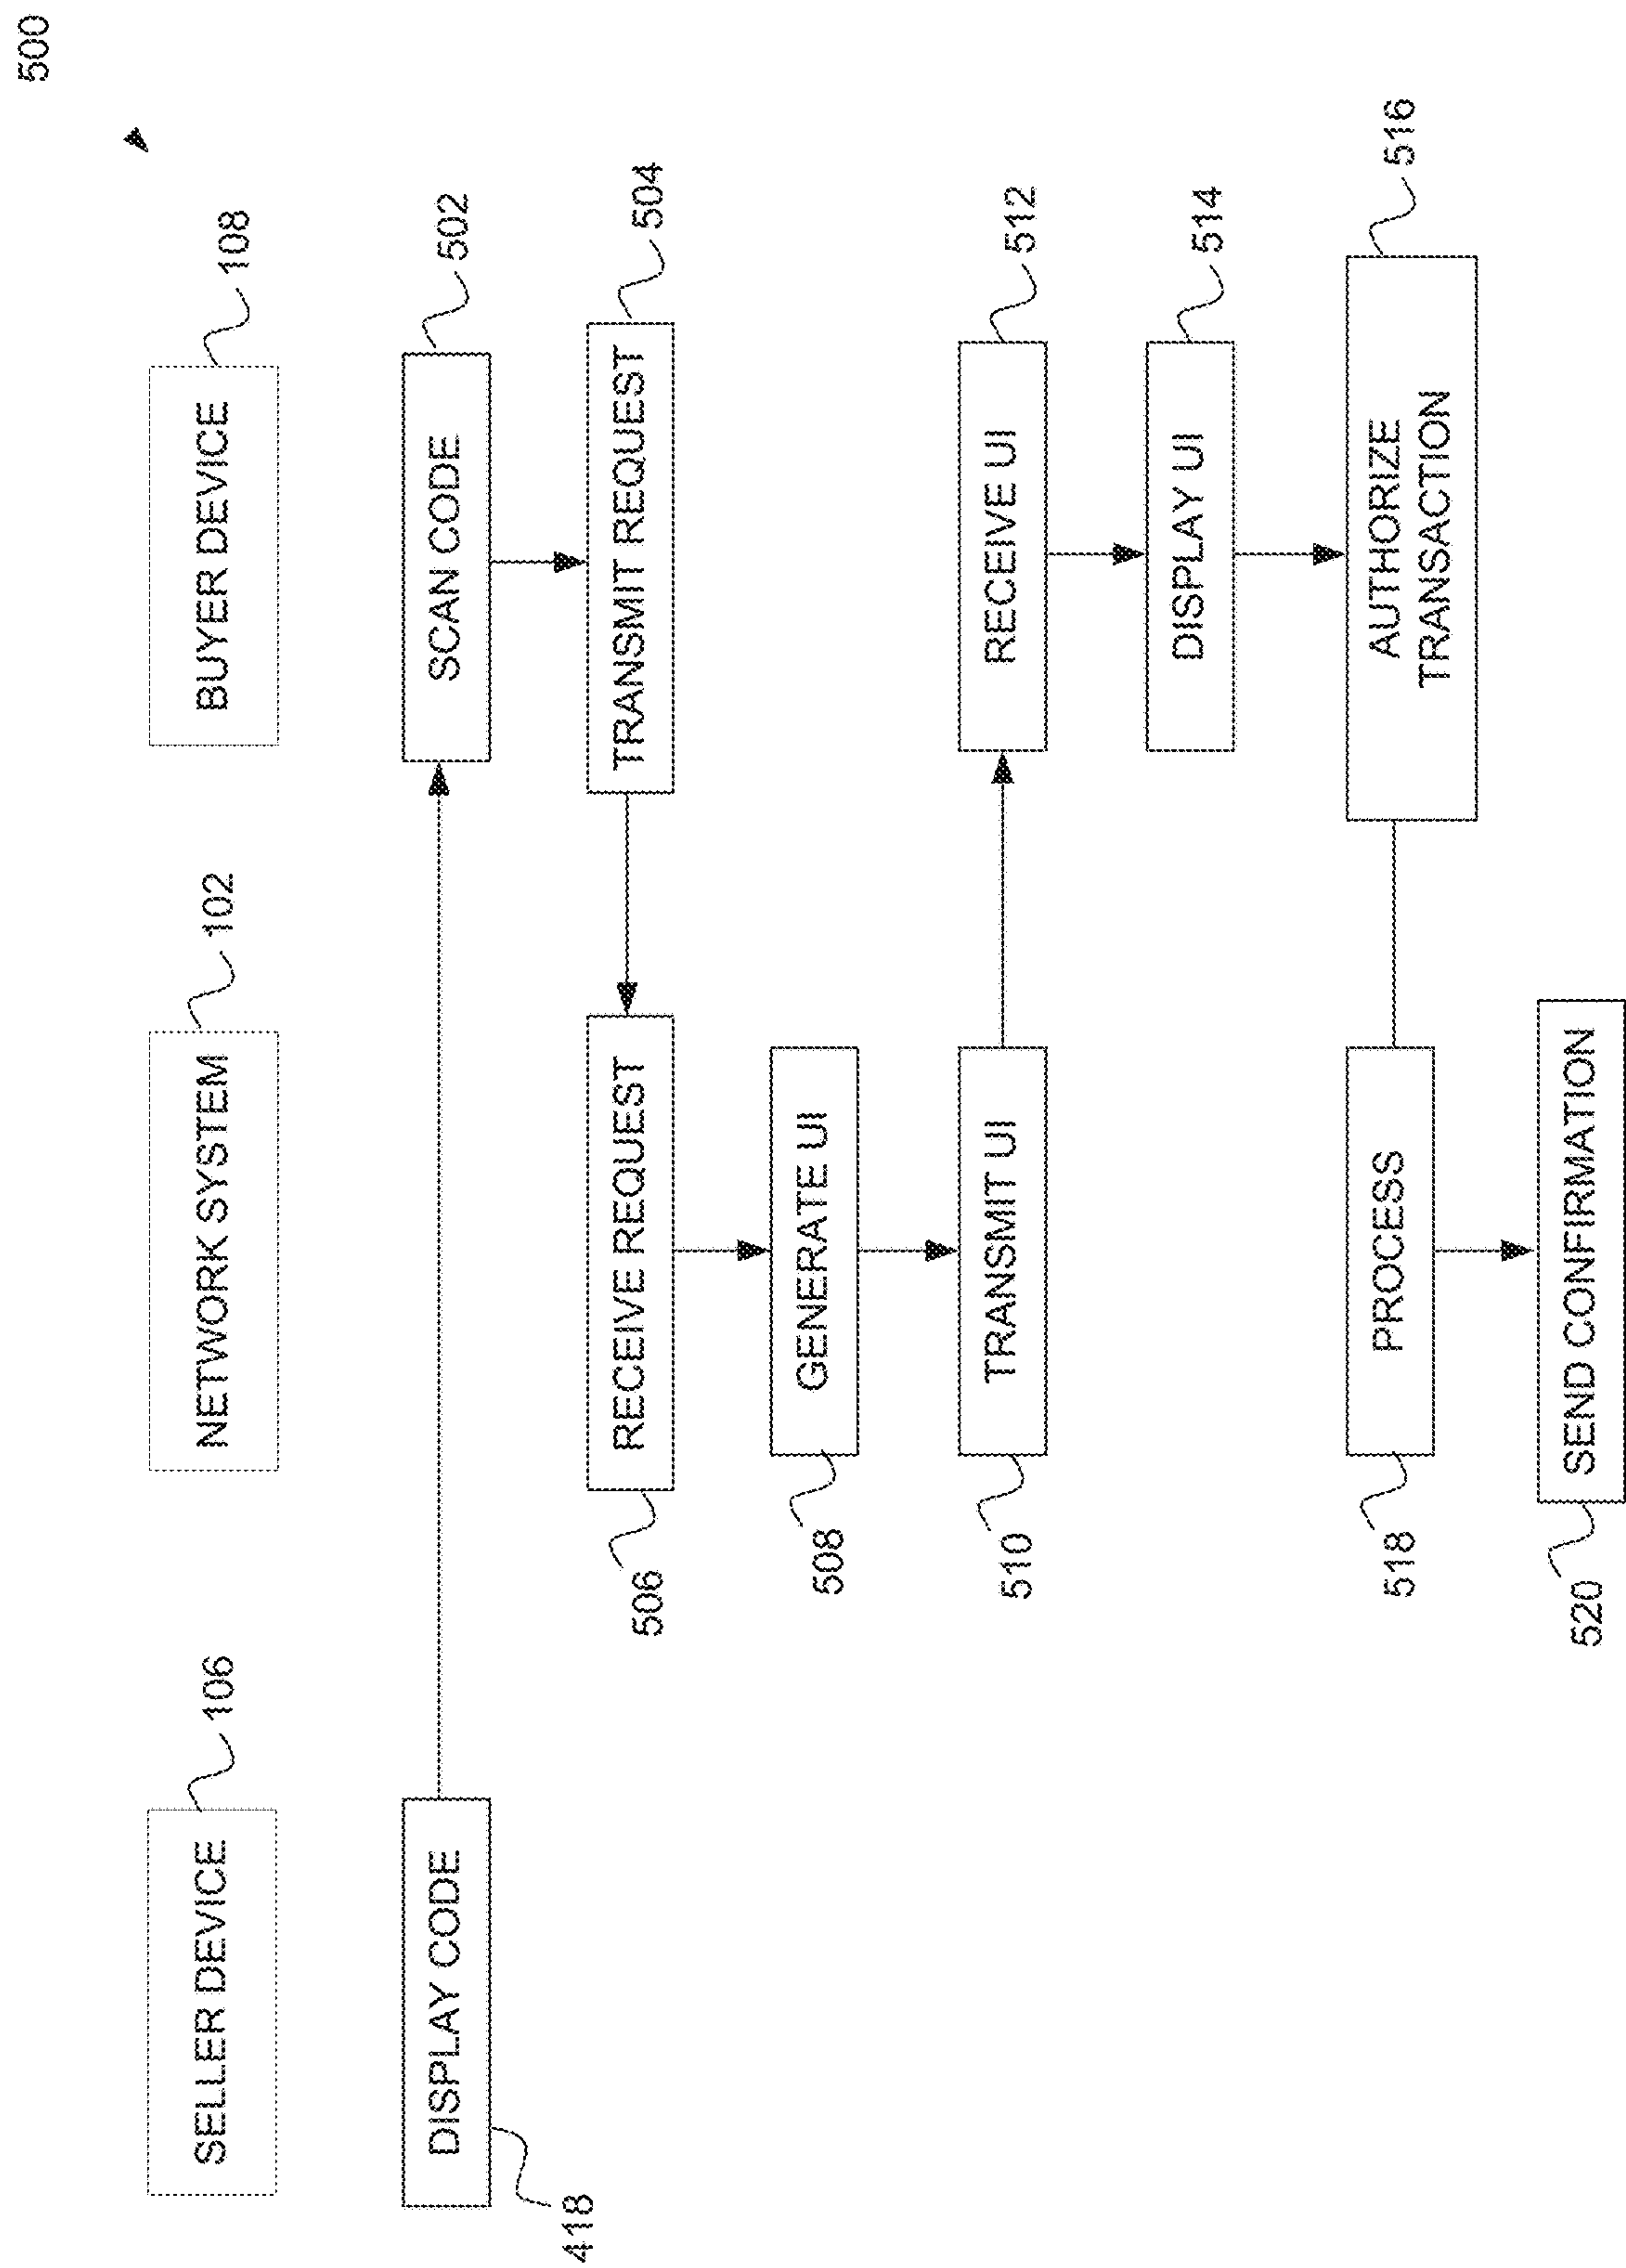 500
SELLER DEVICE
106
NETWORK SYSTEM
102
BUYER DEVICE
108
DISPLAY CODE
418
SCAN CODE
502
TRANSMIT REQUEST
504
RECEIVE REQUEST
506
GENERATE UI
508
TRANSMIT UI
510
RECEIVE UI
512
DISPLAY UI
514
AUTHORIZE
TRANSACTION
516
PROCESS
518
SEND CONFIRMATION
520